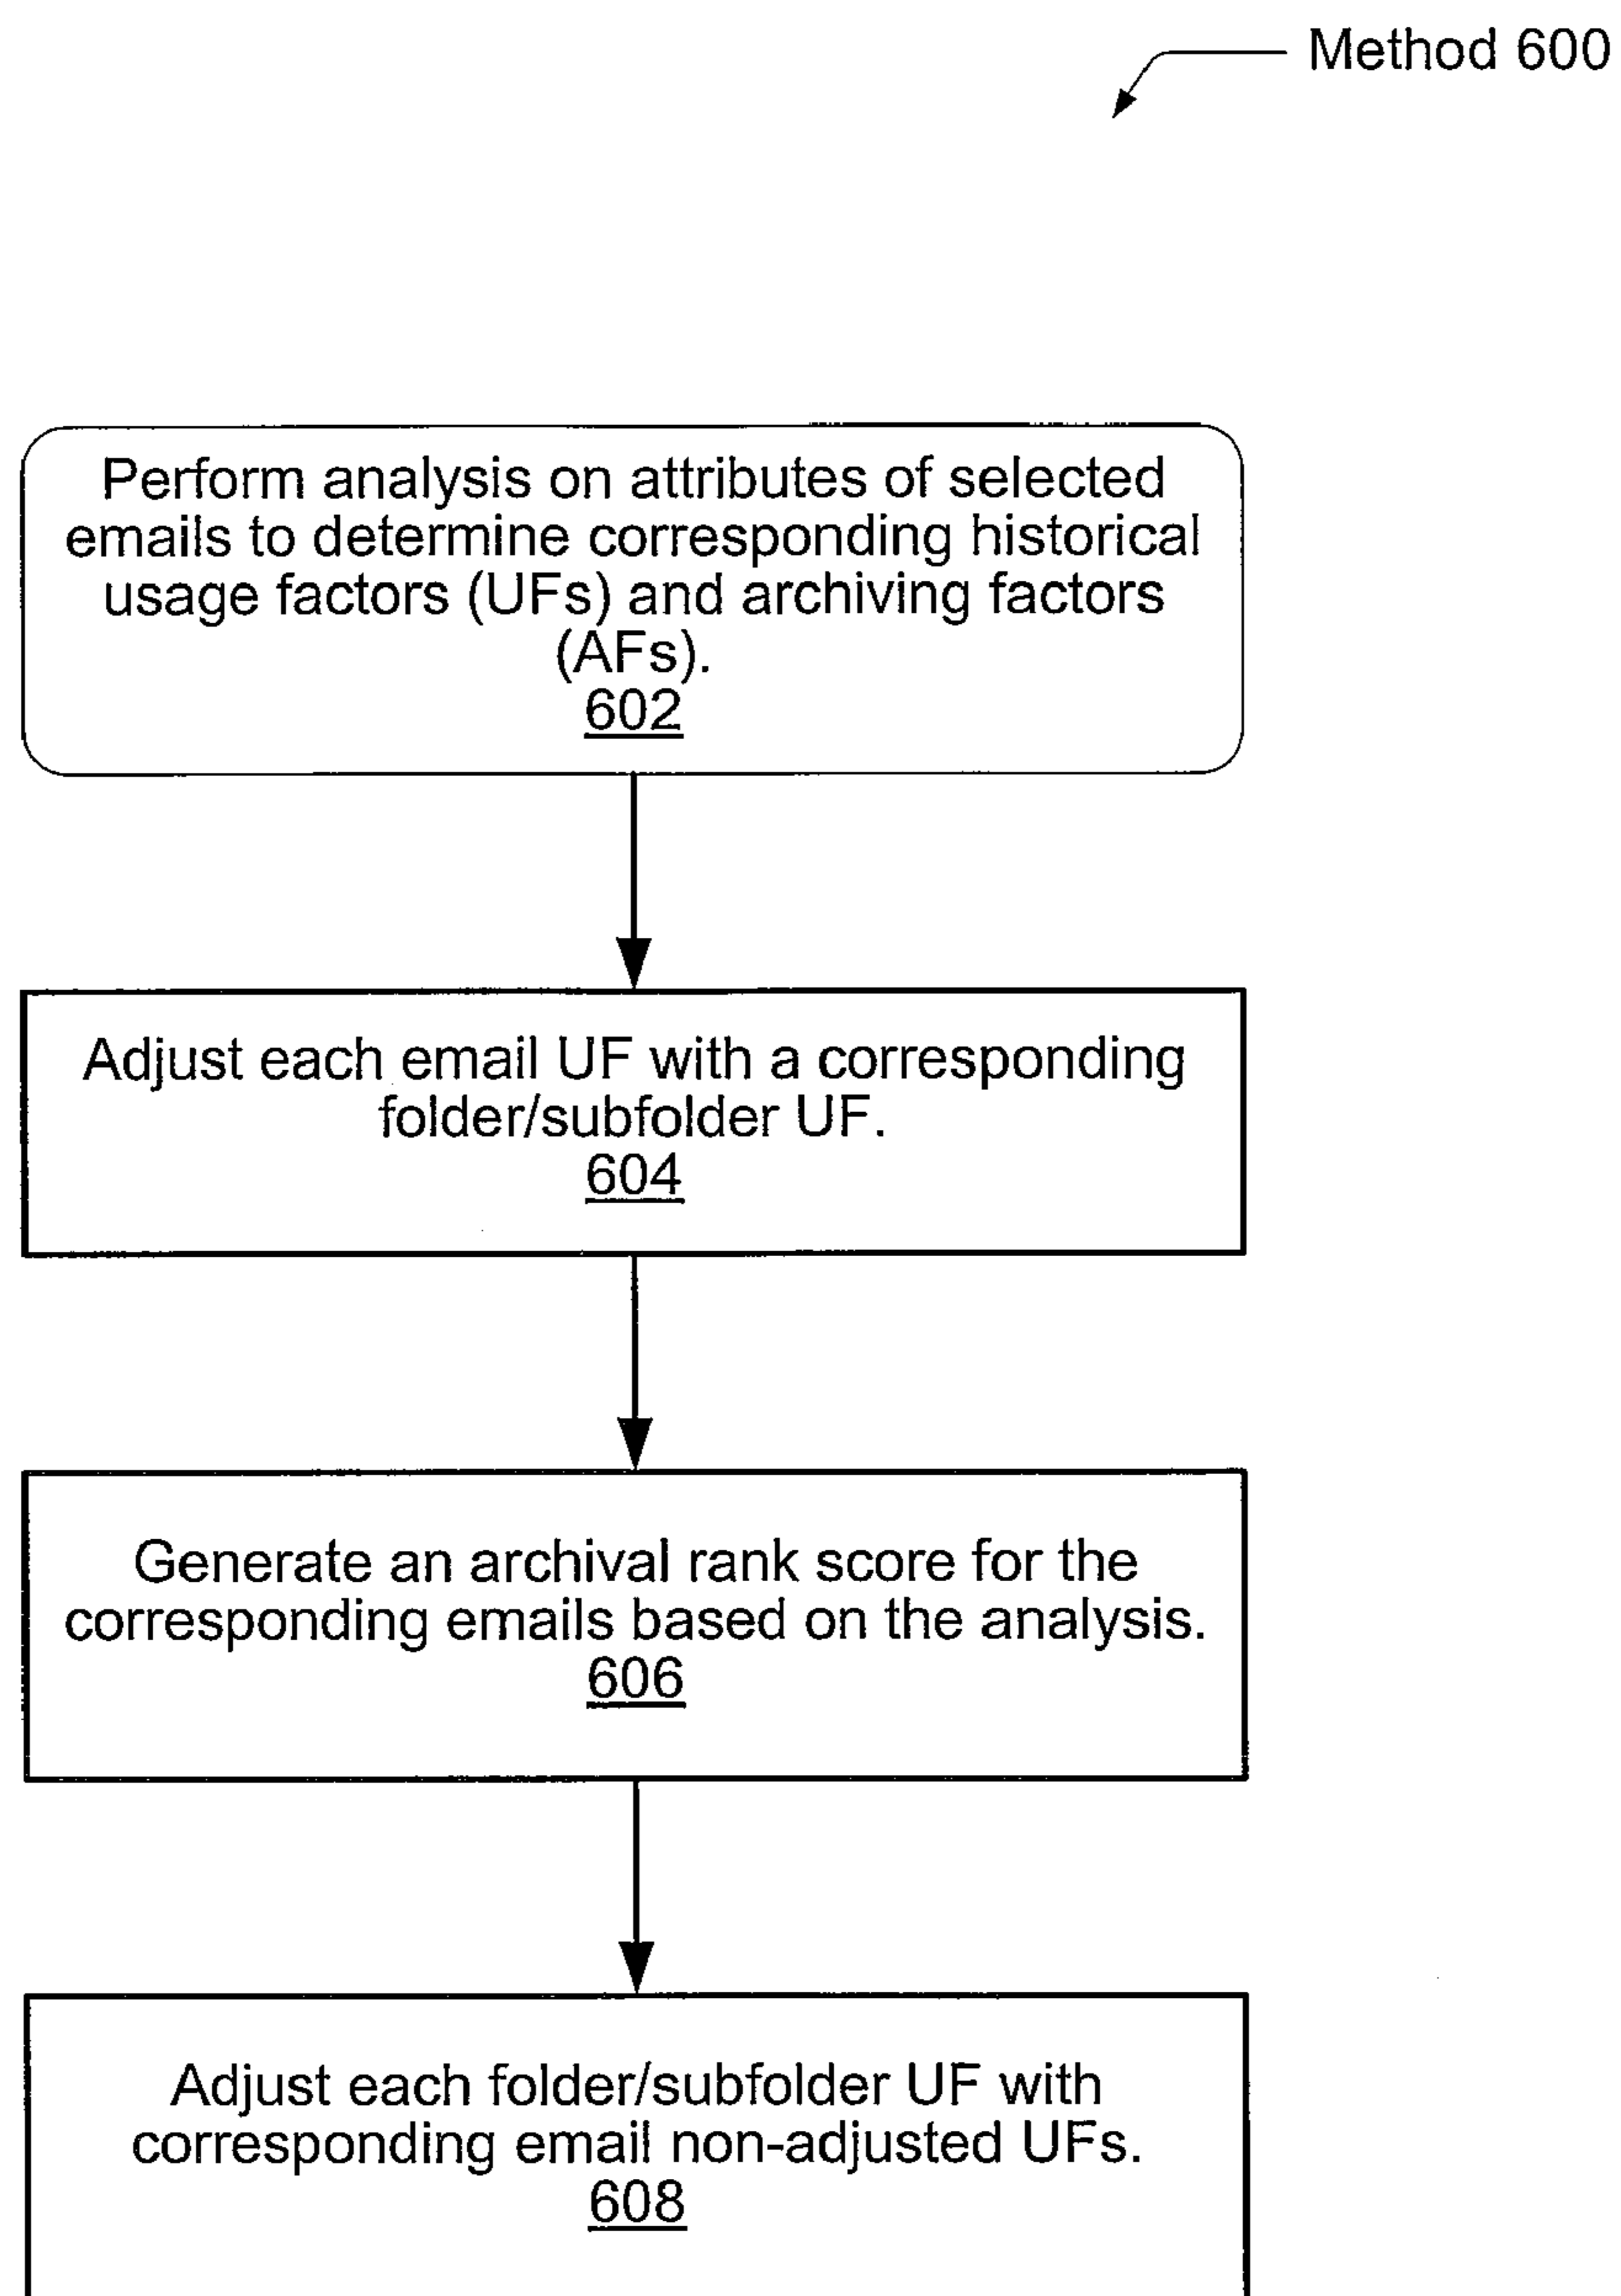 Method 600
Perform analysis on attributes of selected
emails to determine corresponding historical
usage factors (UFs) and archiving factors
(AFs).
602
Adjust each email UF with a corresponding
folder/subfolder UF.
604
Generate an archival rank score for the
corresponding emails based on the analysis.
606
Adjust each folder/subfolder UF with
corresponding email non-adjusted UFs.
608